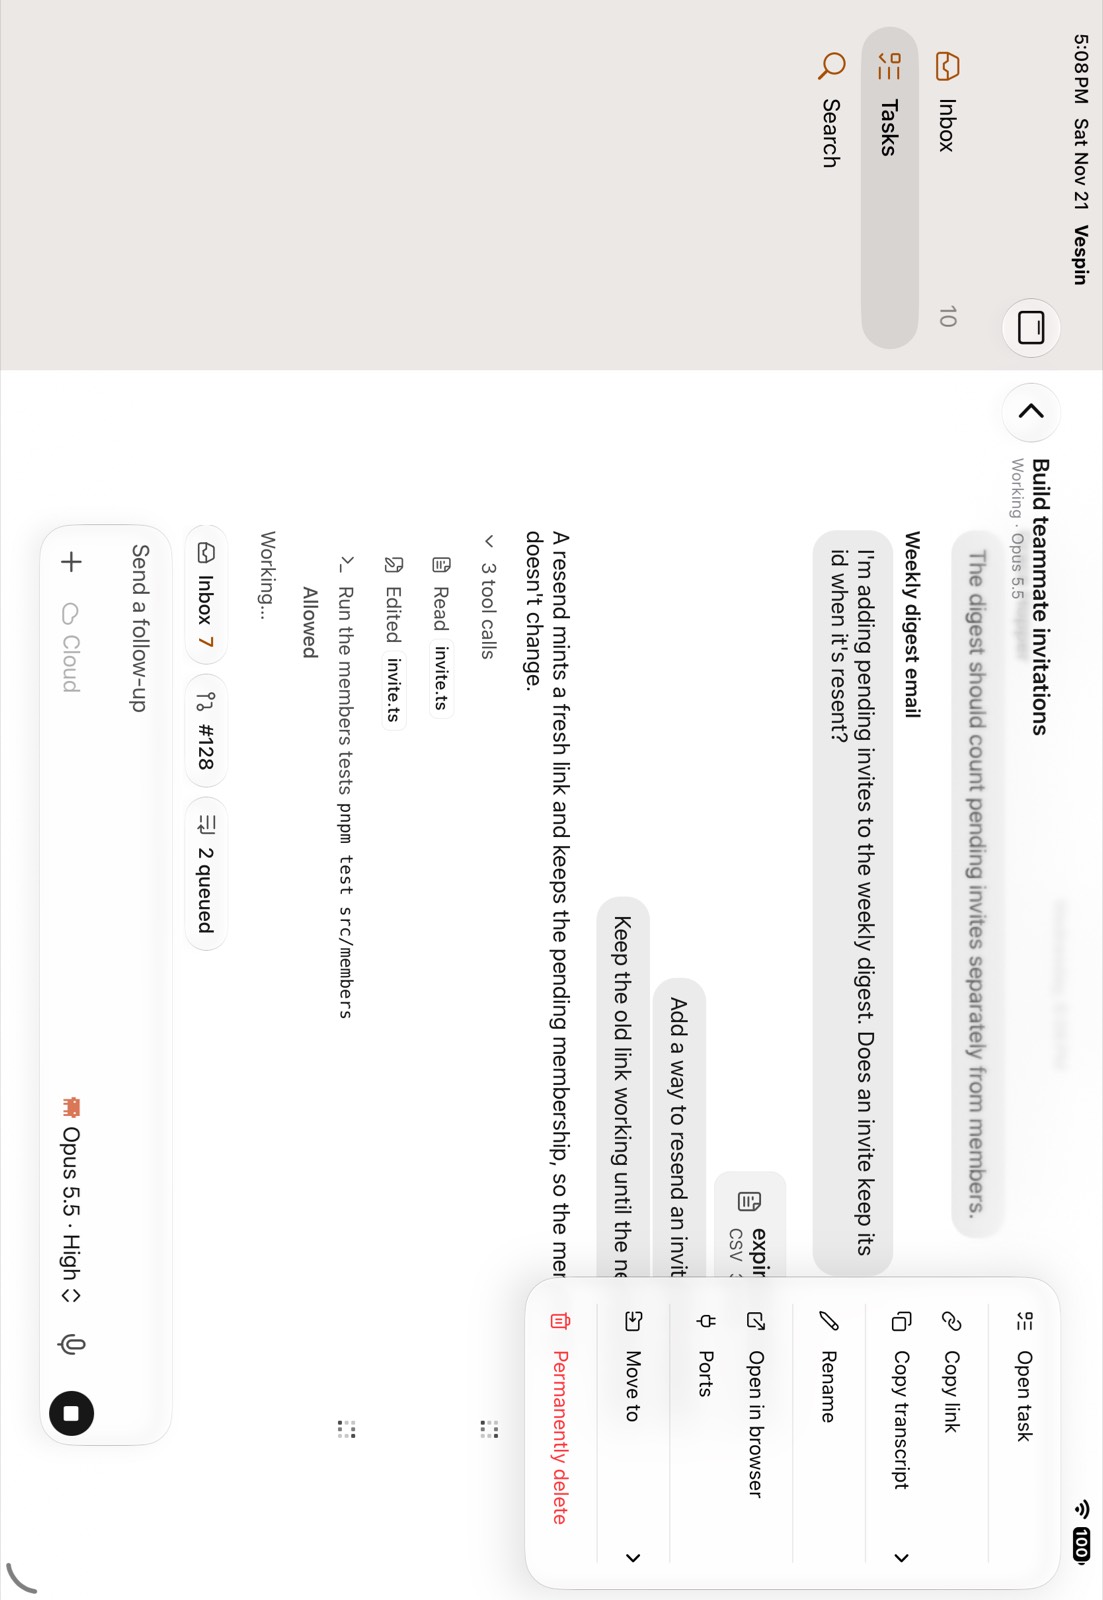 5:08 PM Sat Nov 21 Vespin
100
Inbox 10
Tasks
Search
Build teammate invitations
Working · Opus 5.5
The digest should count pending invites separately from members.
Weekly digest email
I'm adding pending invites to the weekly digest. Does an invite keep its
id when it's resent?
CSV
Add a way to resend an
Keep the old link working until the
A resend mints a fresh link and keeps the pending membership, so the
doesn't change.
3 tool calls
Read invite.ts
Edited invite.ts
Run the members tests pnpm test src/members
Allowed
Working...
Inbox 7
#128
2 queued
Send a follow-up
Cloud
Opus 5.5 · High
Open task
Copy link
Copy transcript
Rename
Open in browser
Ports
Move to
Permanently delete